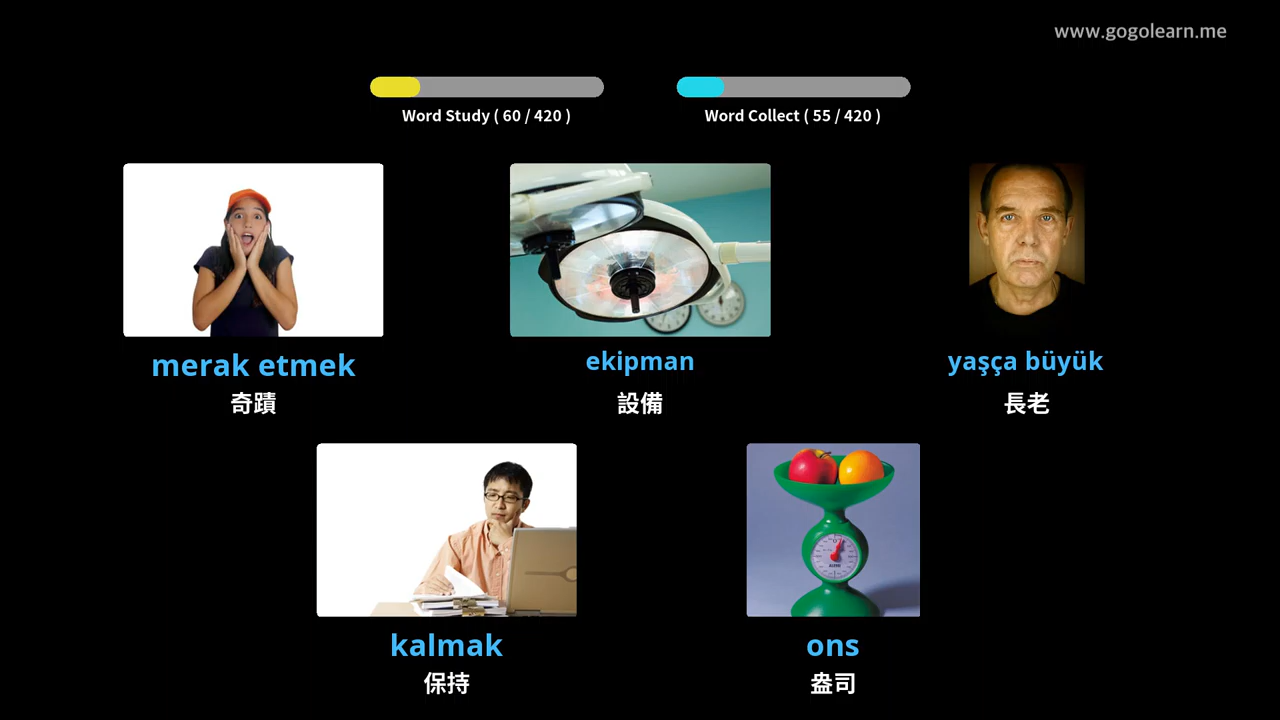 www.gogolearn.me
Word Study ( 60 / 420 )
Word Collect ( 55 / 420 )
merak etmek
奇蹟
ekipman
設備
yaşça büyük
長老
kalmak
保持
ons
盎司